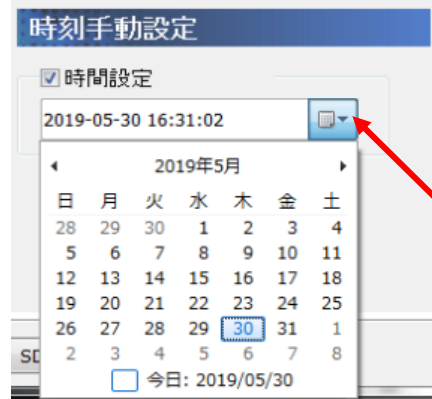 時刻手動設定
時間設定
2019-05-30 16:31:02
2019年5月
日 月 火 水 木 金 土
28 29 30 1 2 3 4
5 6 7 8 9 10 11
12 13 14 15 16 17 18
19 20 21 22 23 24 25
26 27 28 29 30 31 1
2 3 4 5 6 7 8
今日: 2019/05/30